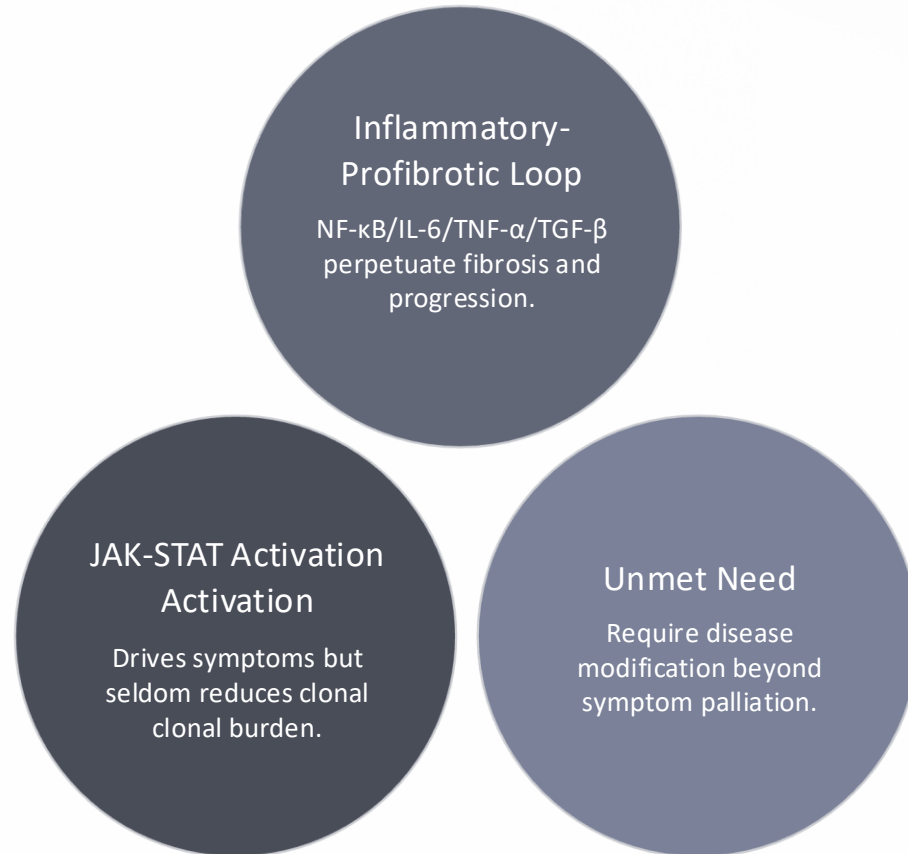 Inflammatory-
Profibrotic Loop
NF-κB/IL-6/TNF-α/TGF-β
perpetuate fibrosis and
progression.
JAK-STAT Activation
Activation
Drives symptoms but
seldom reduces clonal
clonal burden.
Unmet Need
Require disease
modification beyond
symptom palliation.